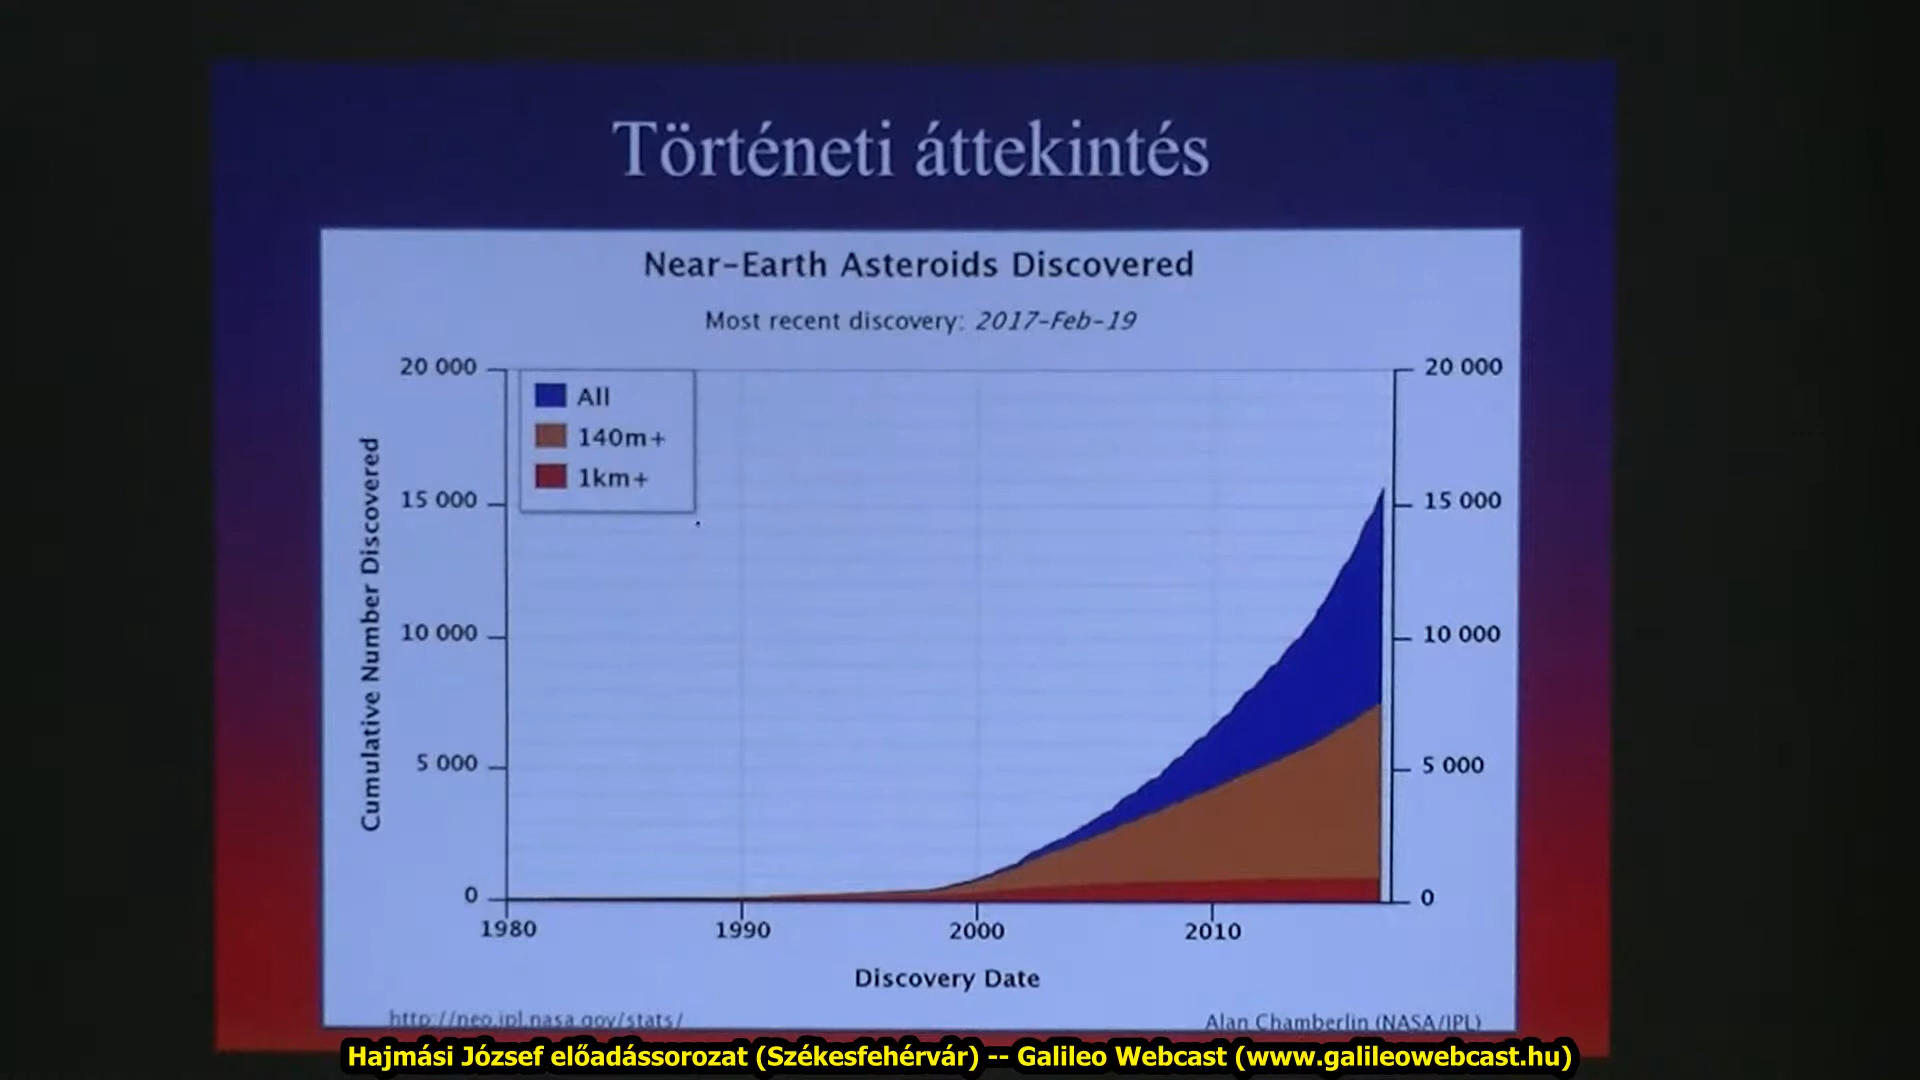 Történeti áttekintés
Near-Earth Asteroids Discovered
Most recent discovery: 2017-Feb-19
All
140m+
1km+
Cumulative Number Discovered
20 000
15 000
10 000
5 000
0
20 000
15 000
10 000
5 000
0
1980 1990 2000 2010
Discovery Date
http://neo.jpl.nasa.gov/stats/
Alan Chamberlin (NASA/JPL)
Hajmási József előadássorozat (Székesfehérvár) -- Galileo Webcast (www.galileowebcast.hu)